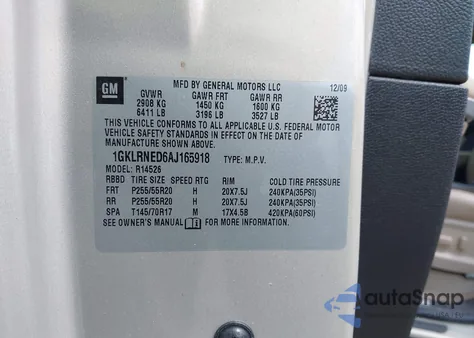 GM
MFD BY GENERAL MOTORS LLC 12/09
GVWR GAWR FRT GAWR RR
2908 KG 1450 KG 1600 KG
6411 LB 3196 LB 3527 LB
THIS VEHICLE CONFORMS TO ALL APPLICABLE U.S. FEDERAL MOTOR
VEHICLE SAFETY, BUMPER, AND THEFT PREVENTION
STANDARDS IN EFFECT ON THE DATE OF
MANUFACTURE SHOWN ABOVE.
1GKLRNED6AJ165918 TYPE: M.P.V.
MODEL: R14526
RBBD TIRE SIZE SPEED RTG RIM COLD TIRE PRESSURE
FRT P255/55R20 H 20X7.5J 240KPA(35PSI)
RR P255/55R20 H 20X7.5J 240KPA(35PSI)
SPA T145/70R17 M 17X4.5B 420KPA(60PSI)
SEE OWNER'S MANUAL FOR MORE INFORMATION.
autoSnap